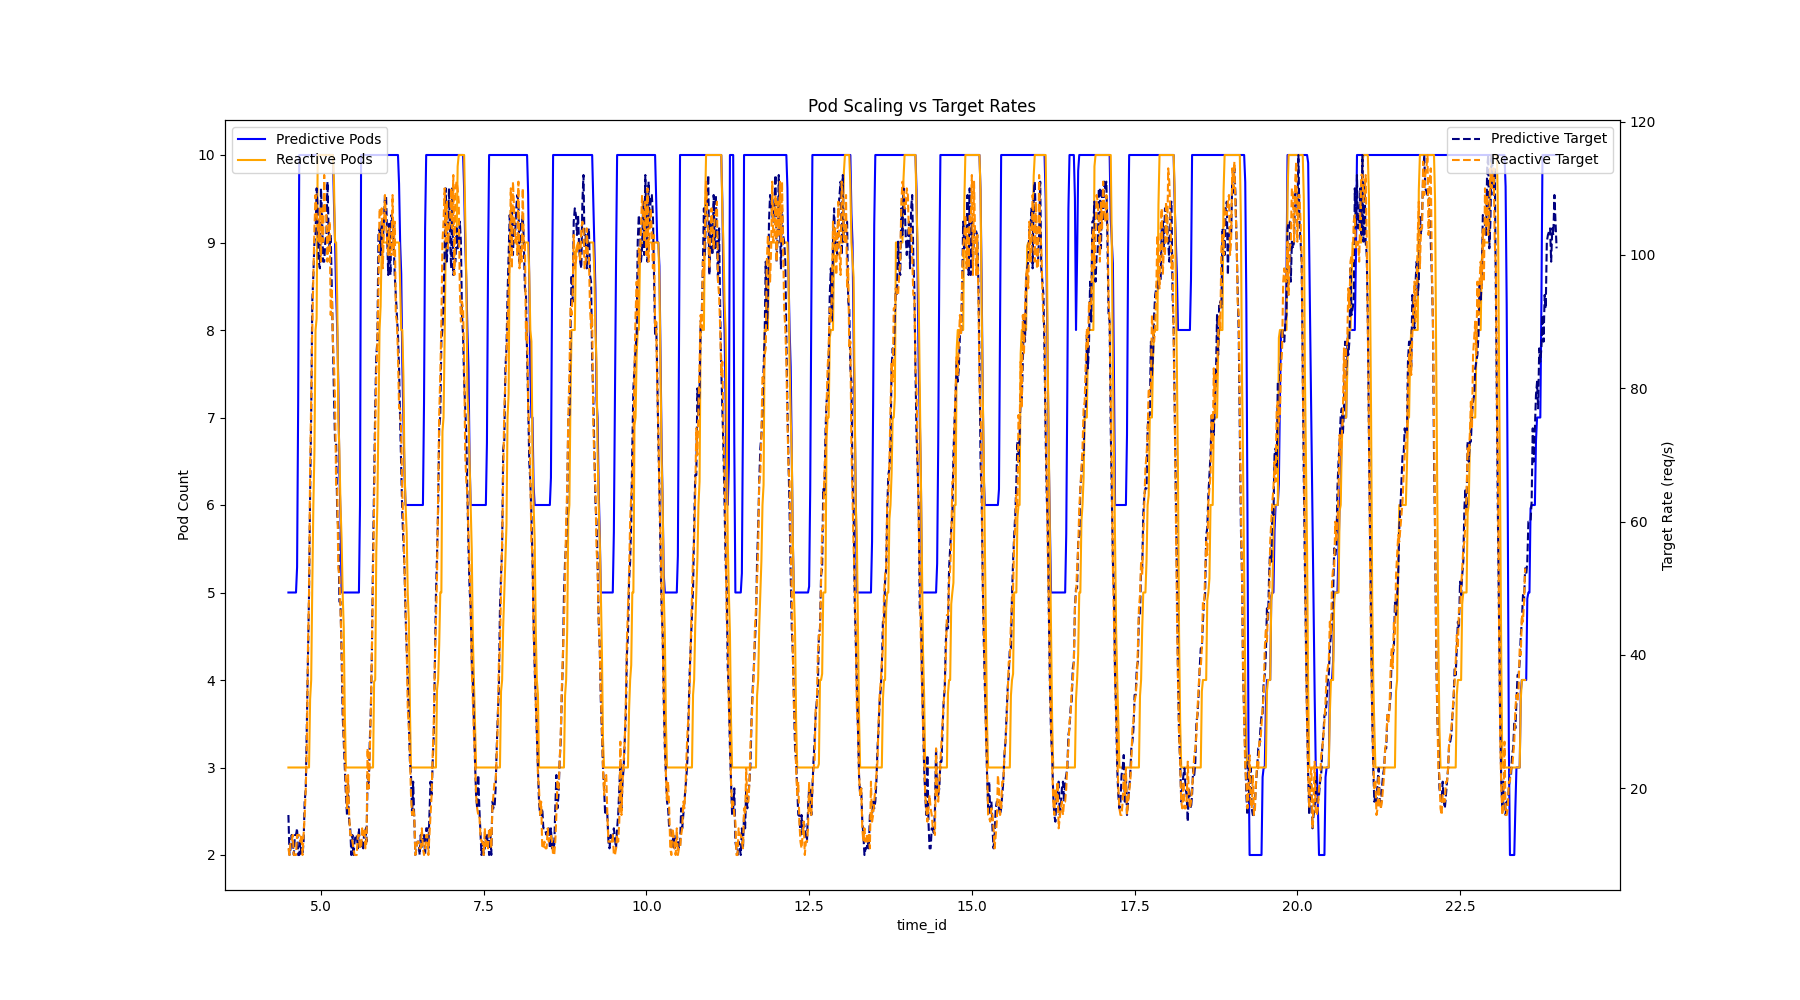 Pod Scaling vs Target Rates
Predictive Pods
Reactive Pods
Predictive Target
Reactive Target
Pod Count
10
9
8
7
6
5
4
3
2
Target Rate (req/s)
120
100
80
60
40
20
5.0 7.5 10.0 12.5 15.0 17.5 20.0 22.5
time_id